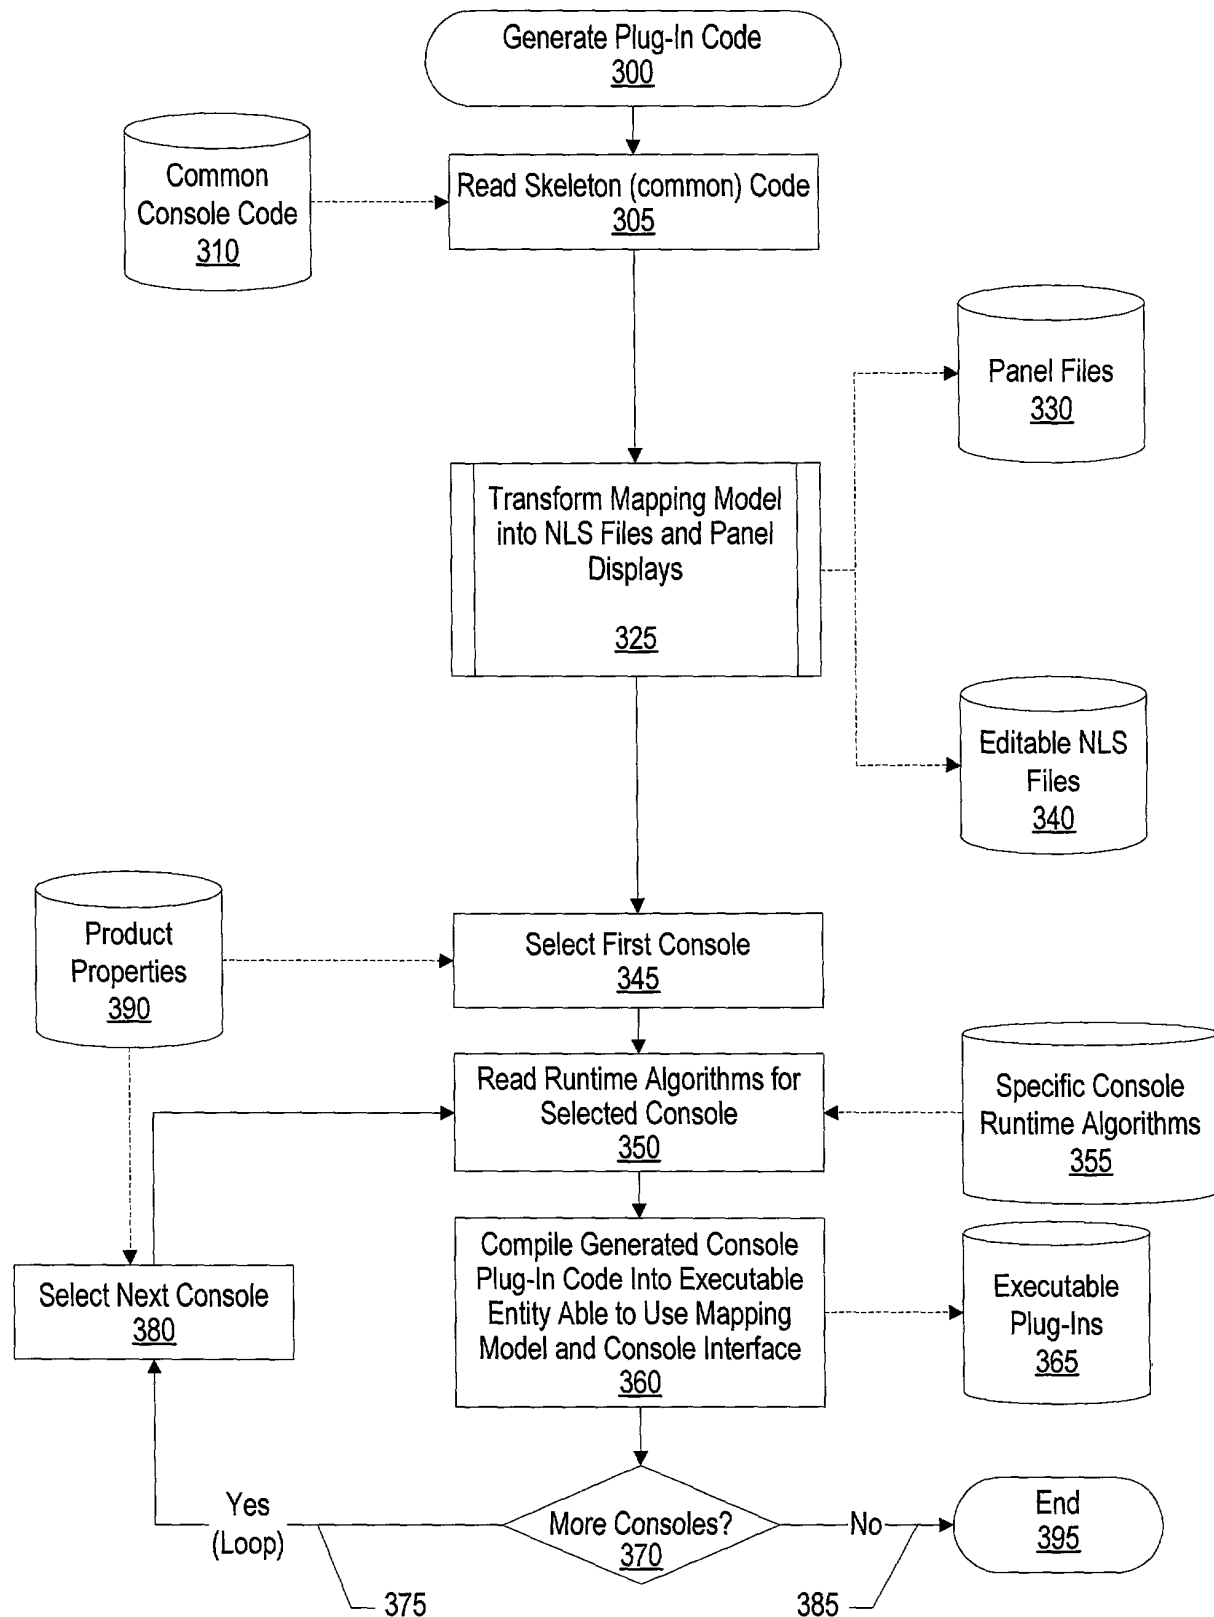 Generate Plug-In Code
300
Common
Console Code
310
Read Skeleton (common) Code
305
Panel Files
330
Transform Mapping Model
into NLS Files and Panel
Displays
325
Editable NLS
Files
340
Product
Properties
390
Select First Console
345
Read Runtime Algorithms for
Selected Console
350
Specific Console
Runtime Algorithms
355
Select Next Console
380
Compile Generated Console
Plug-In Code Into Executable
Entity Able to Use Mapping
Model and Console Interface
360
Executable
Plug-Ins
365
Yes
(Loop)
More Consoles?
370
No
End
395
375
385